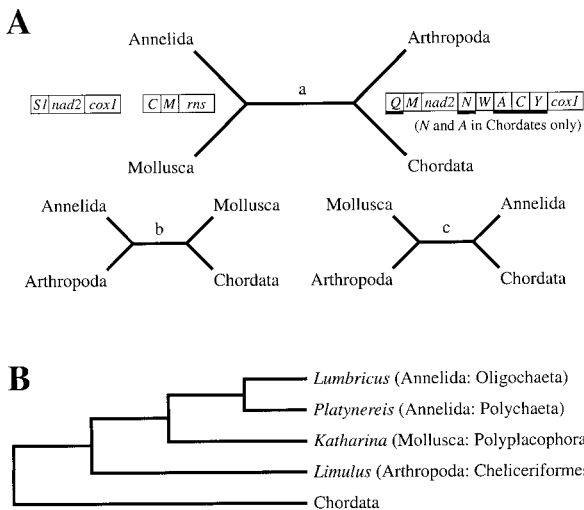 A
Annelida
Arthropoda
a
S1 nad2 cox1
C M rns
Q M nad2 N W A C Y cox1
(N and A in Chordates only)
Mollusca
Chordata
Annelida
Mollusca
b
Arthropoda
Chordata
Mollusca
Annelida
c
Arthropoda
Chordata
B
Lumbricus (Annelida: Oligochaeta)
Platynereis (Annelida: Polychaeta)
Katharina (Mollusca: Polyplacophora
Limulus (Arthropoda: Cheliceriformes
Chordata